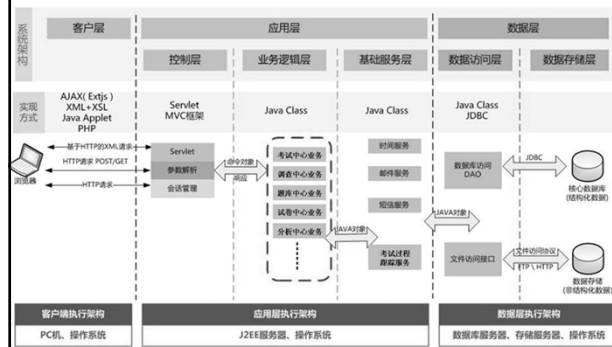 系统架构
客户层
应用层
数据层
控制层
业务逻辑层
基础服务层
数据访问层
数据存储层
实现方式
AJAX( Extjs )
XML+XSL
Java Applet
PHP
Servlet
MVC框架
Java Class
Java Class
Java Class
JDBC
浏览器
基于HTTP的XML请求
HTTP请求 POST/GET
HTTP请求
Servlet
参数解析
会话管理
命令对象
响应
考试中心业务
调查中心业务
题库中心业务
试卷中心业务
分析中心业务
JAVA对象
时间服务
邮件服务
短信服务
考试过程
跟踪服务
JAVA对象
数据库访问
DAO
文件访问接口
JDBC
文件访问协议
FTP \ HTTP
核心数据库
(结构化数据)
数据存储
(非结构化数据)
客户端执行架构
应用层执行架构
数据层执行架构
PC机、操作系统
J2EE服务器、操作系统
数据库服务器、存储服务器、操作系统